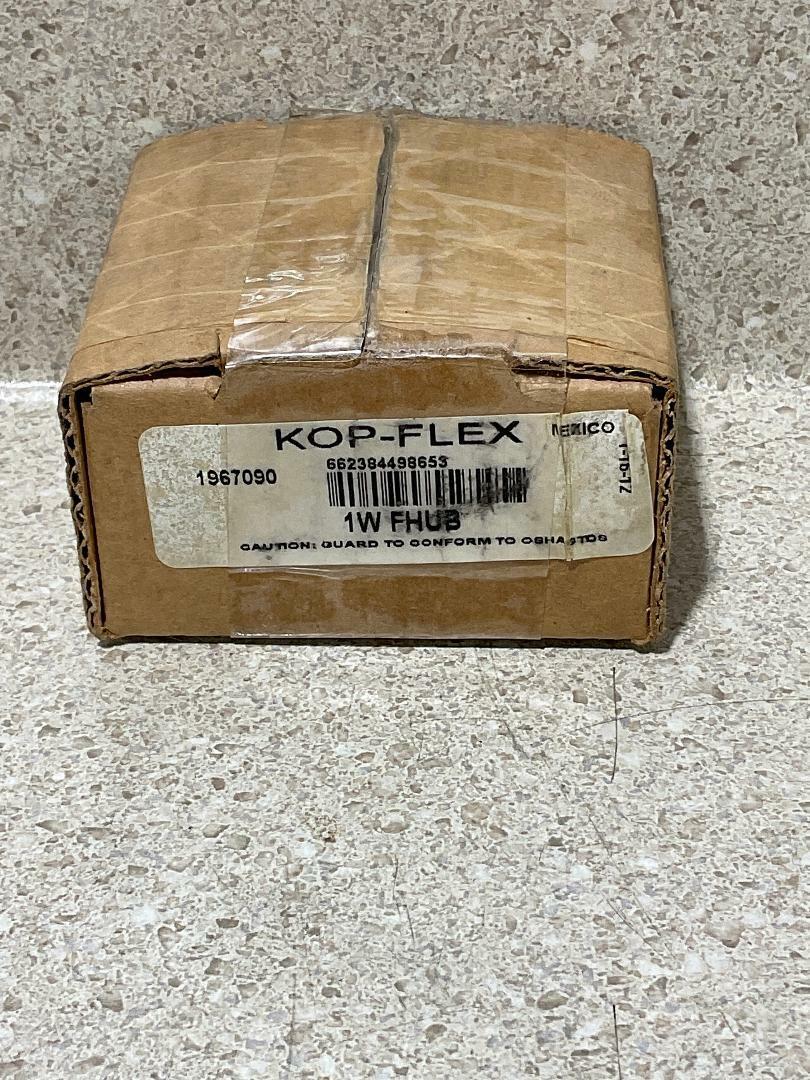 KOP-FLEX
MEXICO
662384498653
1967090
1W FHUB
CAUTION: GUARD TO CONFORM TO OSHA STDS